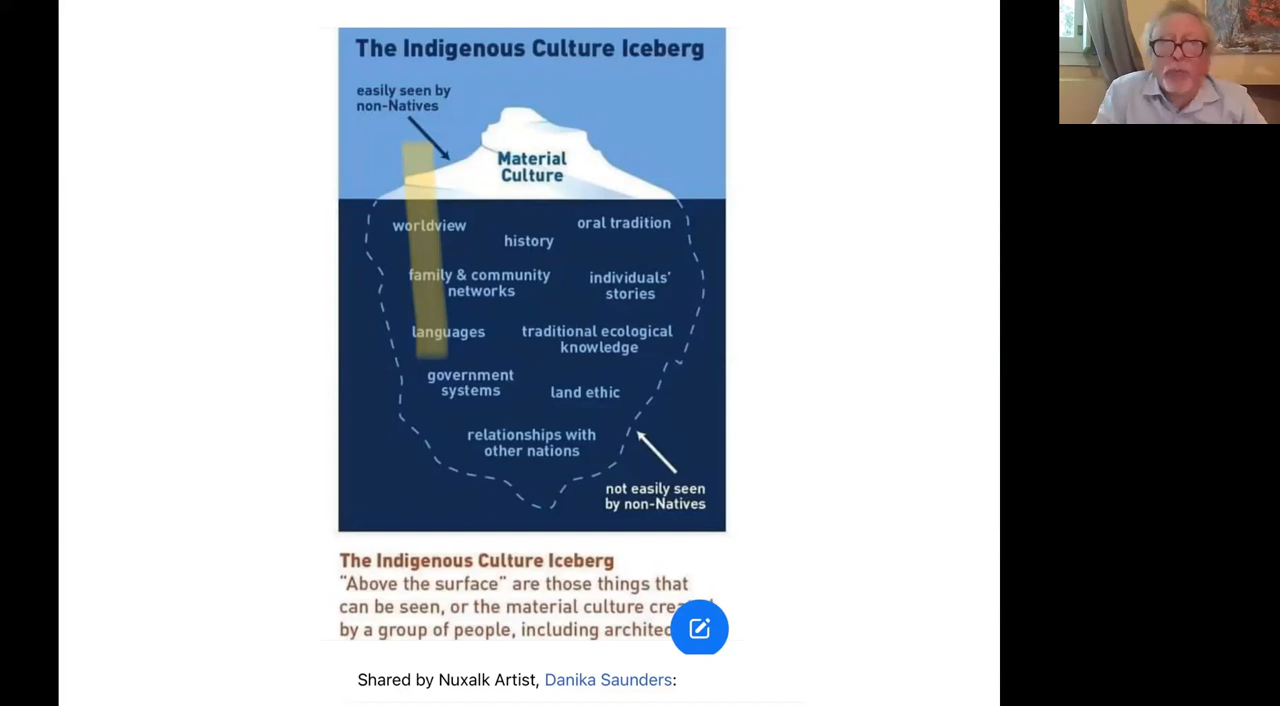 The Indigenous Culture Iceberg
easily seen by
non-Natives
Material
Culture
worldview
oral tradition
history
family & community
networks
individuals'
stories
languages
traditional ecological
knowledge
government
systems
land ethic
relationships with
other nations
not easily seen
by non-Natives
The Indigenous Culture Iceberg
“Above the surface” are those things that
can be seen, or the material culture
by a group of people, including
Shared by Nuxalk Artist, Danika Saunders: